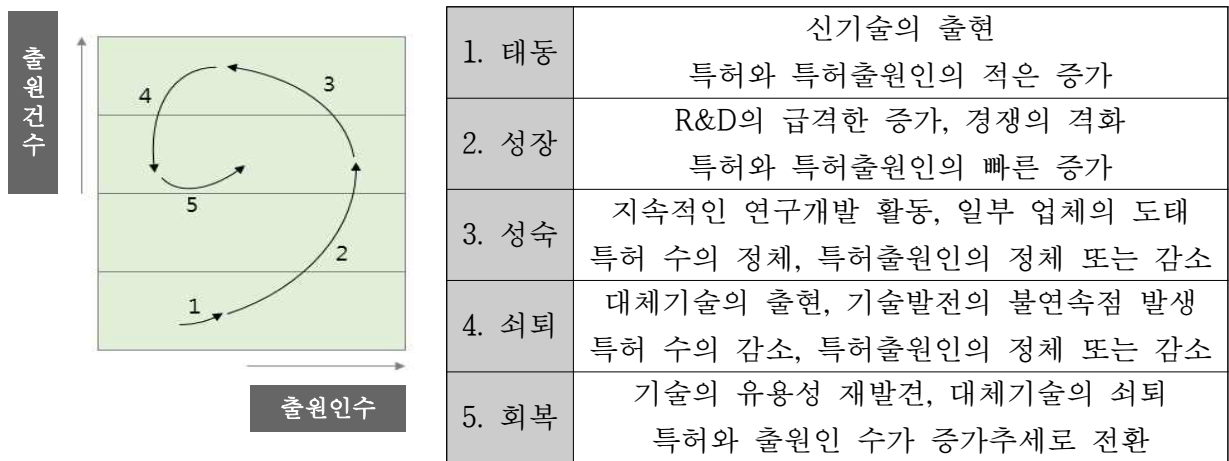 출원건수
4
3
5
2
1
출원인수
1. 태동
신기술의 출현
특허와 특허출원인의 적은 증가
2. 성장
R&D의 급격한 증가, 경쟁의 격화
특허와 특허출원인의 빠른 증가
3. 성숙
지속적인 연구개발 활동, 일부 업체의 도태
특허 수의 정체, 특허출원인의 정체 또는 감소
4. 쇠퇴
대체기술의 출현, 기술발전의 불연속점 발생
특허 수의 감소, 특허출원인의 정체 또는 감소
5. 회복
기술의 유용성 재발견, 대체기술의 쇠퇴
특허와 출원인 수가 증가추세로 전환